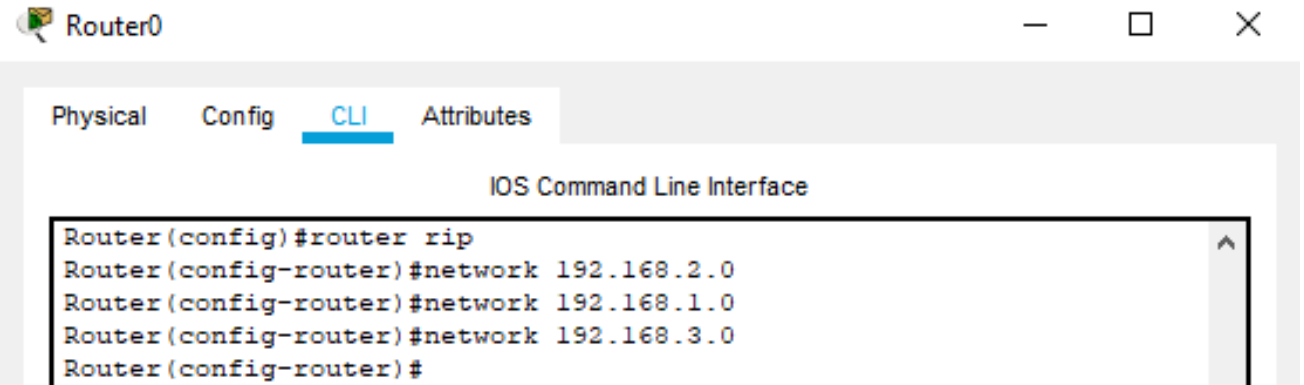 Router0
Physical Config CLI Attributes
IOS Command Line Interface
Router(config)#router rip
Router(config-router)#network 192.168.2.0
Router(config-router)#network 192.168.1.0
Router(config-router)#network 192.168.3.0
Router(config-router)#